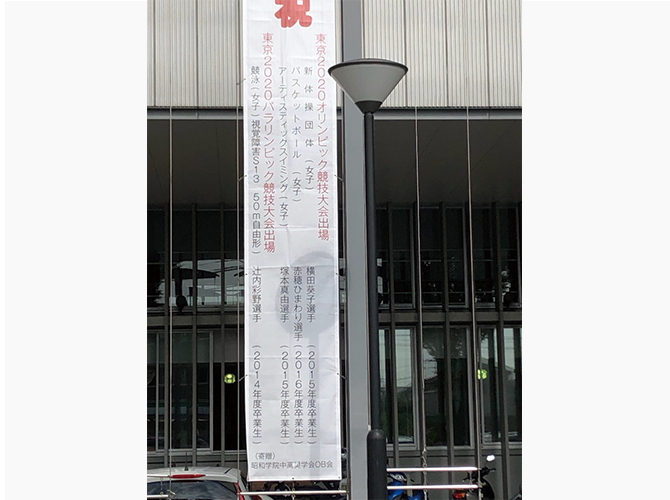 祝
東京2020オリンピック競技大会出場
新体操団体(女子) 横田葵子選手(2015年度卒業生)
バスケットボール(女子) 赤穂ひまわり選手(2016年度卒業生)
アーティスティックスイミング(女子) 塚本真由選手(2015年度卒業生)
東京2020パラリンピック競技大会出場
競泳(女子)視覚障害S13 50m自由形) 辻内彩野選手(2014年度卒業生)
(寄贈)
昭和学院中高 学会OB会